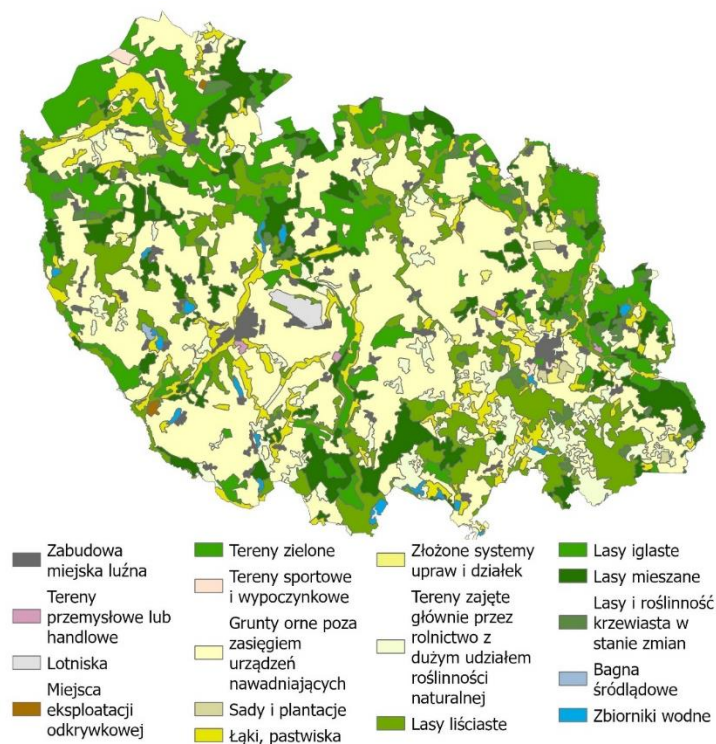 Zabudowa
miejska luźna
Tereny
przemysłowe lub
handlowe
Lotniska
Miejsca
eksploatacji
odkrywkowej
Tereny zielone
Tereny sportowe
i wypoczynkowe
Grunty orne poza
zasięgiem
urządzeń
nawadniających
Sady i plantacje
Łąki, pastwiska
Złożone systemy
upraw i działek
Tereny zajęte
głównie przez
rolnictwo z
dużym udziałem
roślinności
naturalnej
Lasy liściaste
Lasy iglaste
Lasy mieszane
Lasy i roślinność
krzewiasta w
stanie zmian
Bagna
śródlądowe
Zbiorniki wodne